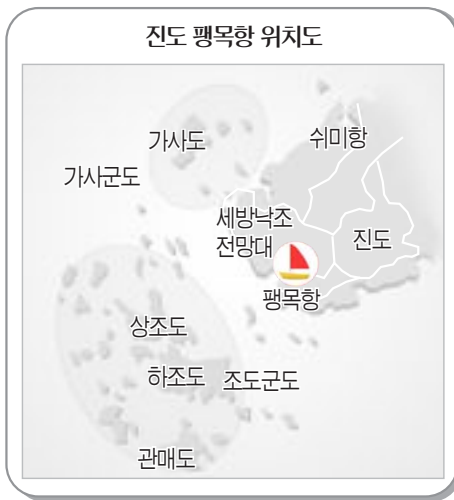 진도 팽목항 위치도
가사도
쉬미항
가사군도
세방낙조
전망대
진도
팽목항
상조도
하조도
조도군도
관매도